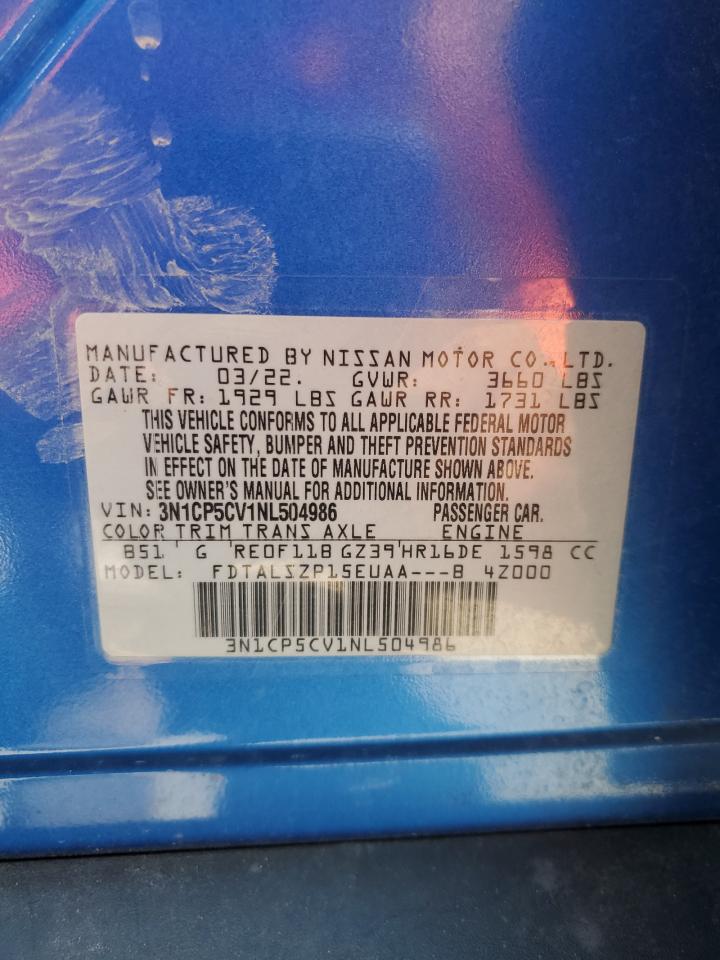 MANUFACTURED BY NISSAN MOTOR CO.,LTD.
DATE: 03/22. GVWR: 3660 LBS
GAWR FR: 1929 LBS GAWR RR: 1731 LBS
THIS VEHICLE CONFORMS TO ALL APPLICABLE FEDERAL MOTOR
VEHICLE SAFETY, BUMPER AND THEFT PREVENTION STANDARDS
IN EFFECT ON THE DATE OF MANUFACTURE SHOWN ABOVE.
SEE OWNER'S MANUAL FOR ADDITIONAL INFORMATION.
VIN: 3N1CP5CV1NL504986 PASSENGER CAR.
COLOR TRIM TRANS AXLE ENGINE
B51 G RE0F11B GZ39 HR16DE 1598 CC
MODEL: FDTALSZP15EUAA---B 4Z000
3N1CP5CV1NL504986